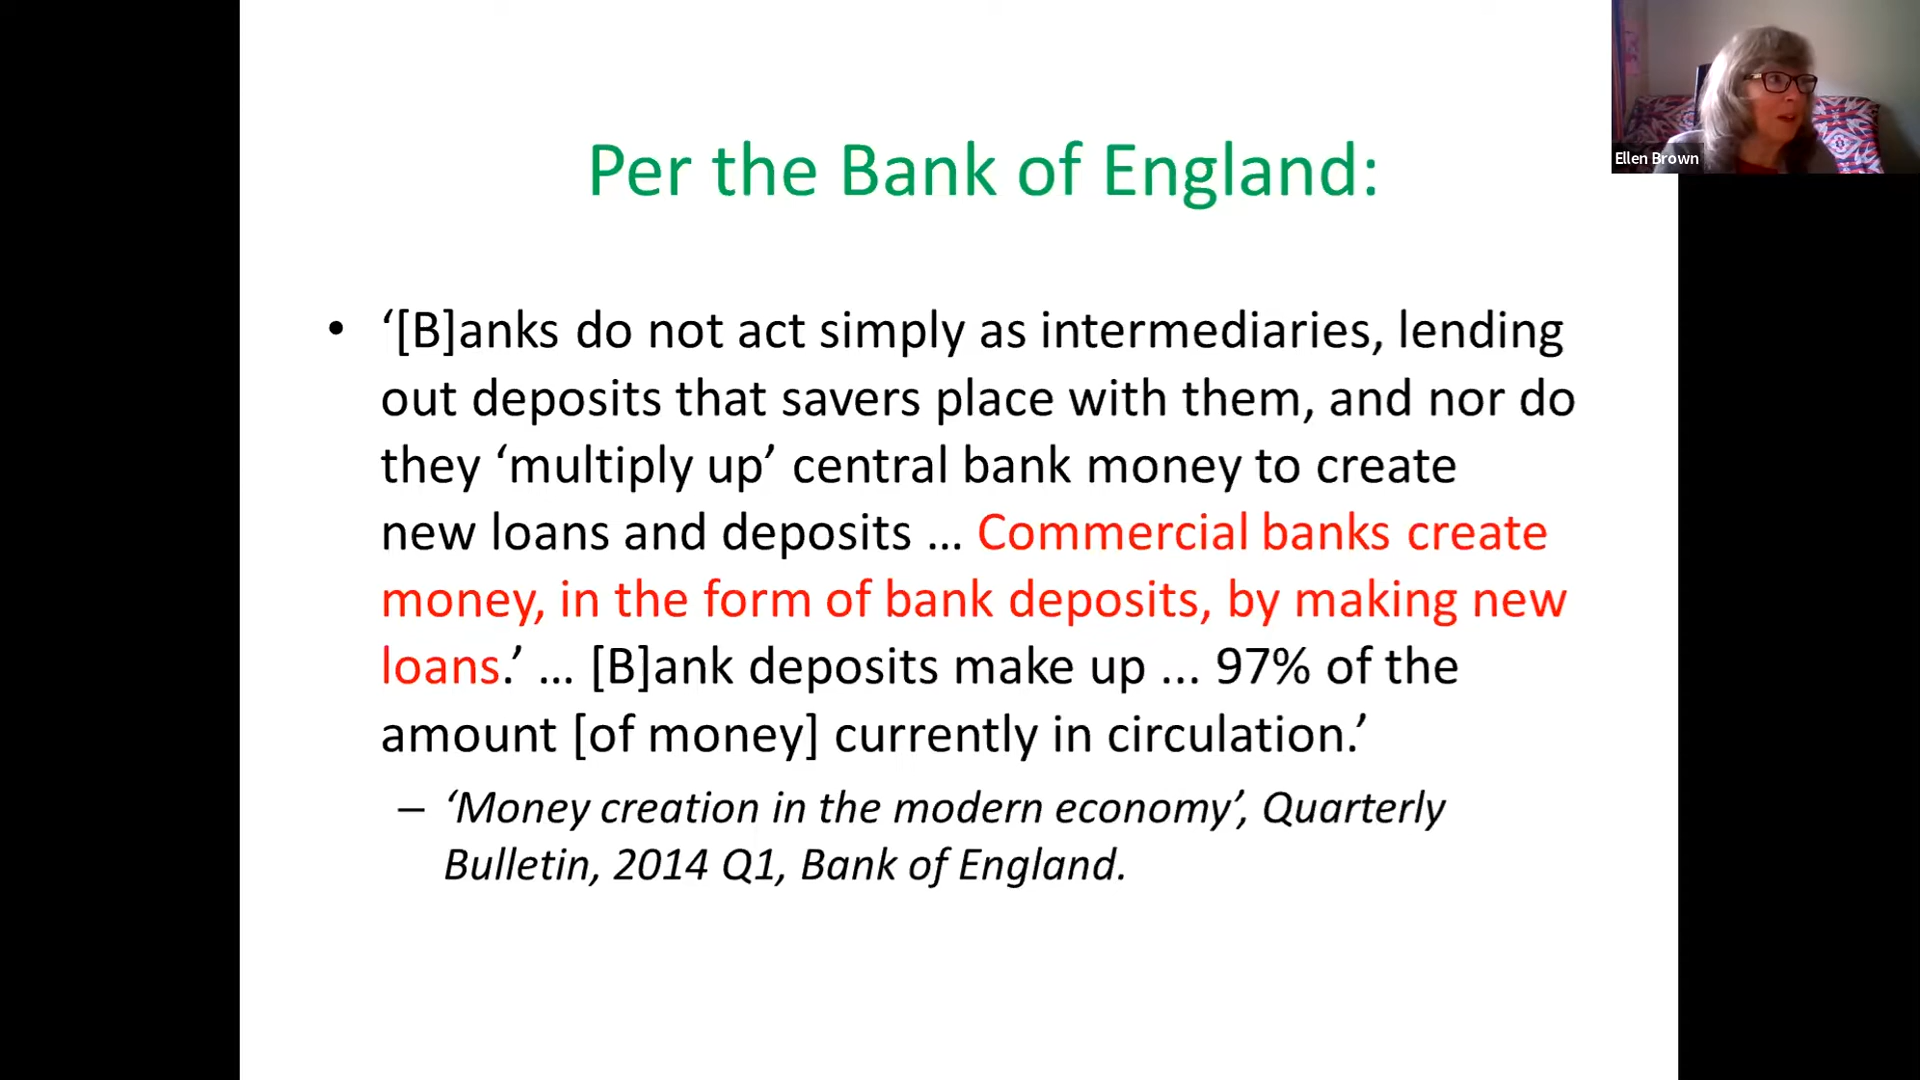 Per the Bank of England:
Ellen Brown
• ‘[B]anks do not act simply as intermediaries, lending
out deposits that savers place with them, and nor do
they ‘multiply up’ central bank money to create
new loans and deposits ... Commercial banks create
money, in the form of bank deposits, by making new
loans.’ ... [B]ank deposits make up ... 97% of the
amount [of money] currently in circulation.’
– ‘Money creation in the modern economy’, Quarterly
Bulletin, 2014 Q1, Bank of England.